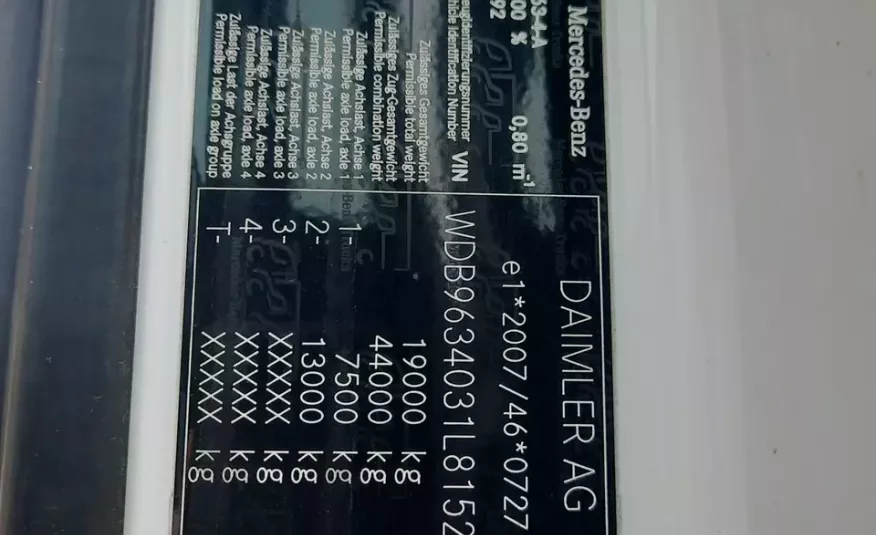 Mercedes-Benz DAIMLER AG
0,80 m-1 e1*2007/46*0727
VIN WDB9634031L8152
Zulässiges Gesamtgewicht
Permissible total weight 19000 kg
Zulässiges Zug-Gesamtgewicht
Permissible combination weight 44000 kg
Zulässige Achslast, Achse 1
Permissible axle load, axle 1 1- 7500 kg
Zulässige Achslast, Achse 2
Permissible axle load, axle 2 2- 13000 kg
Zulässige Achslast, Achse 3
Permissible axle load, axle 3 3- XXXXX kg
Zulässige Achslast, Achse 4
Permissible axle load, axle 4 4- XXXXX kg
Zulässige Last der Achsgruppe
Permissible load on axle group T- XXXXX kg